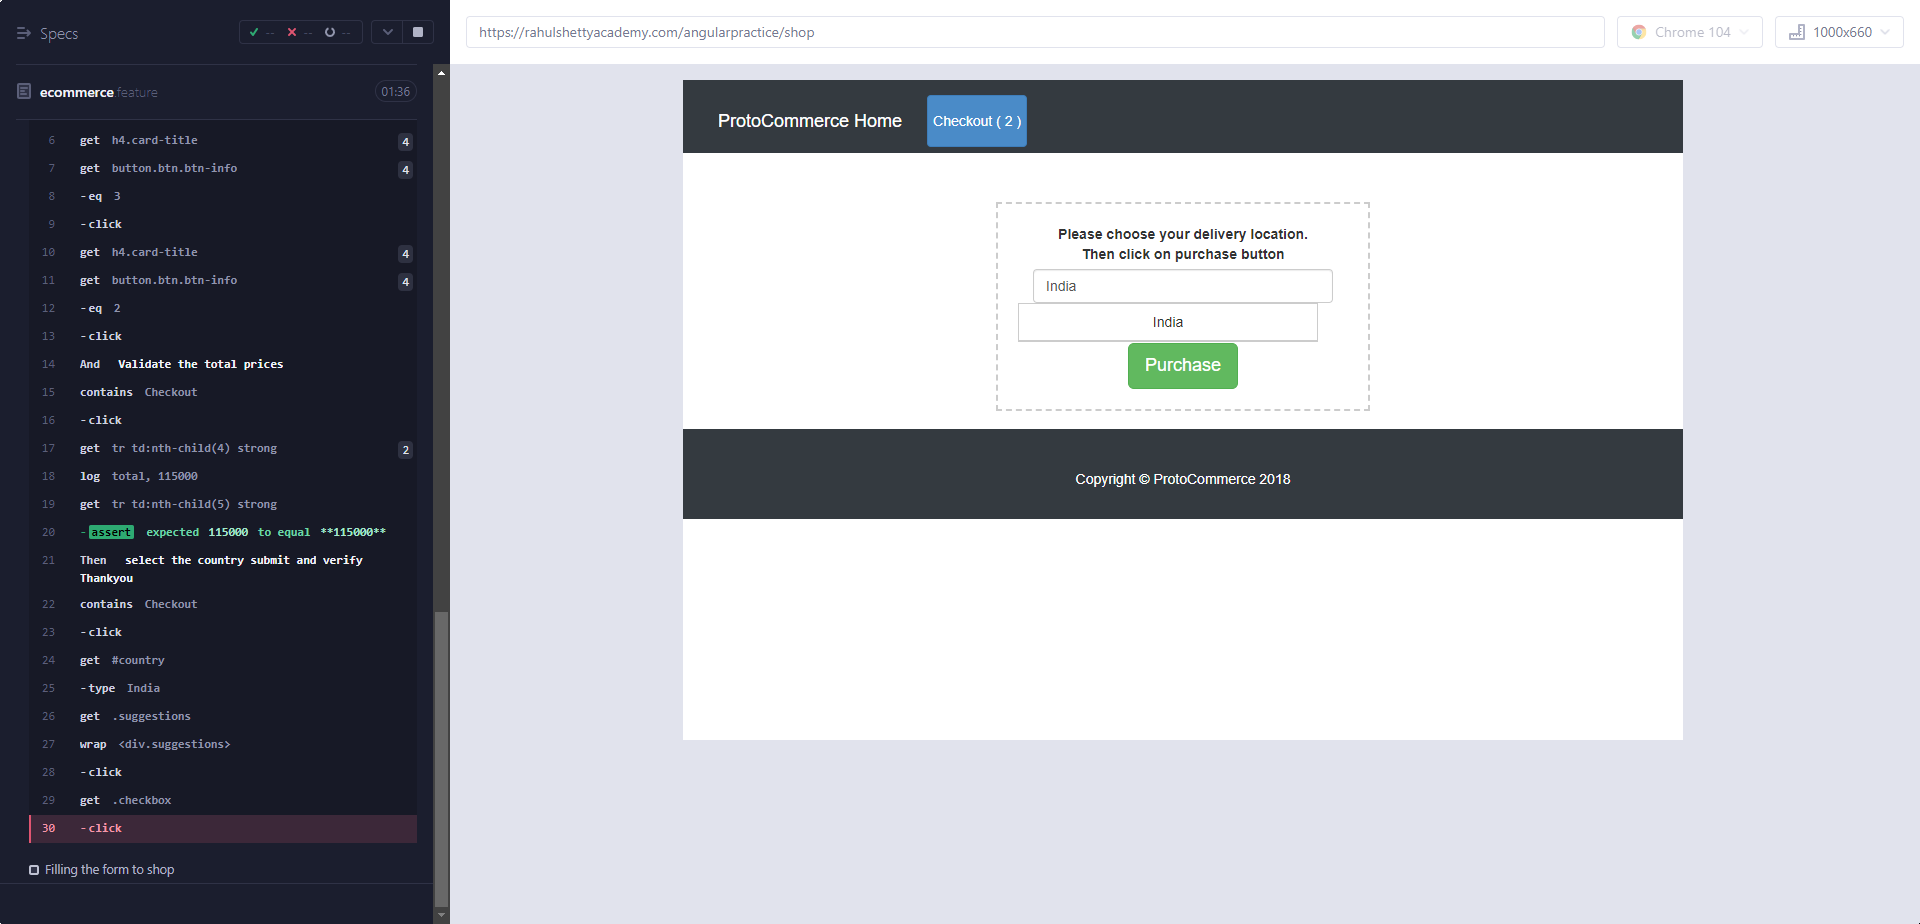 Specs
-- -- --
ecommerce.feature 01:36
6 get h4.card-title 4
7 get button.btn.btn-info 4
8 -eq 3
9 -click
10 get h4.card-title 4
11 get button.btn.btn-info 4
12 -eq 2
13 -click
14 And Validate the total prices
15 contains Checkout
16 -click
17 get tr td:nth-child(4) strong 2
18 log total, 115000
19 get tr td:nth-child(5) strong
20 -assert expected 115000 to equal **115000**
21 Then select the country submit and verify
Thankyou
22 contains Checkout
23 -click
24 get #country
25 -type India
26 get .suggestions
27 wrap <div.suggestions>
28 -click
29 get .checkbox
30 -click
Filling the form to shop
https://rahulshettyacademy.com/angularpractice/shop
Chrome 104
1000x660
ProtoCommerce Home
Checkout ( 2 )
Please choose your delivery location.
Then click on purchase button
India
India
Purchase
Copyright © ProtoCommerce 2018